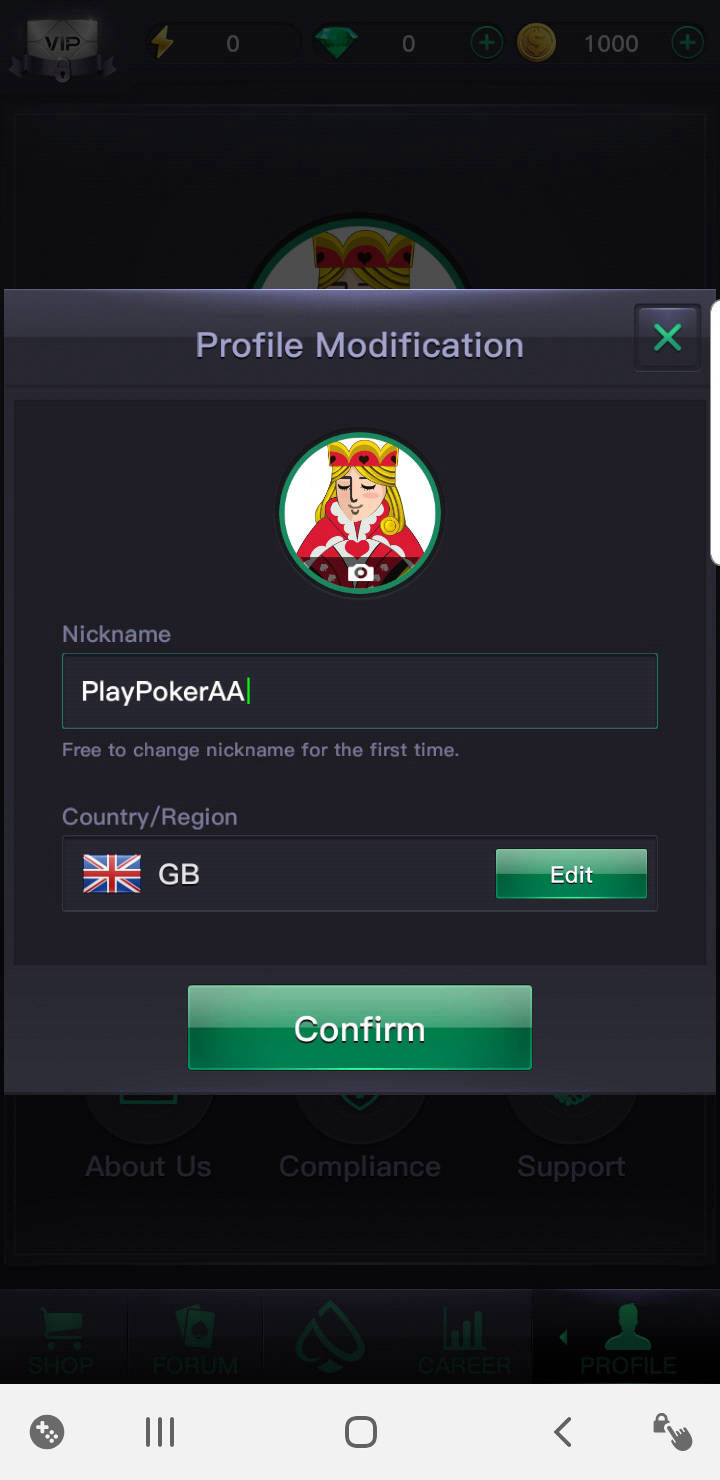 VIP
0
0
1000
Profile Modification
Nickname
PlayPokerAA
Free to change nickname for the first time.
Country/Region
GB
Edit
Confirm
About Us
Compliance
Support
SHOP
FORUM
CAREER
PROFILE